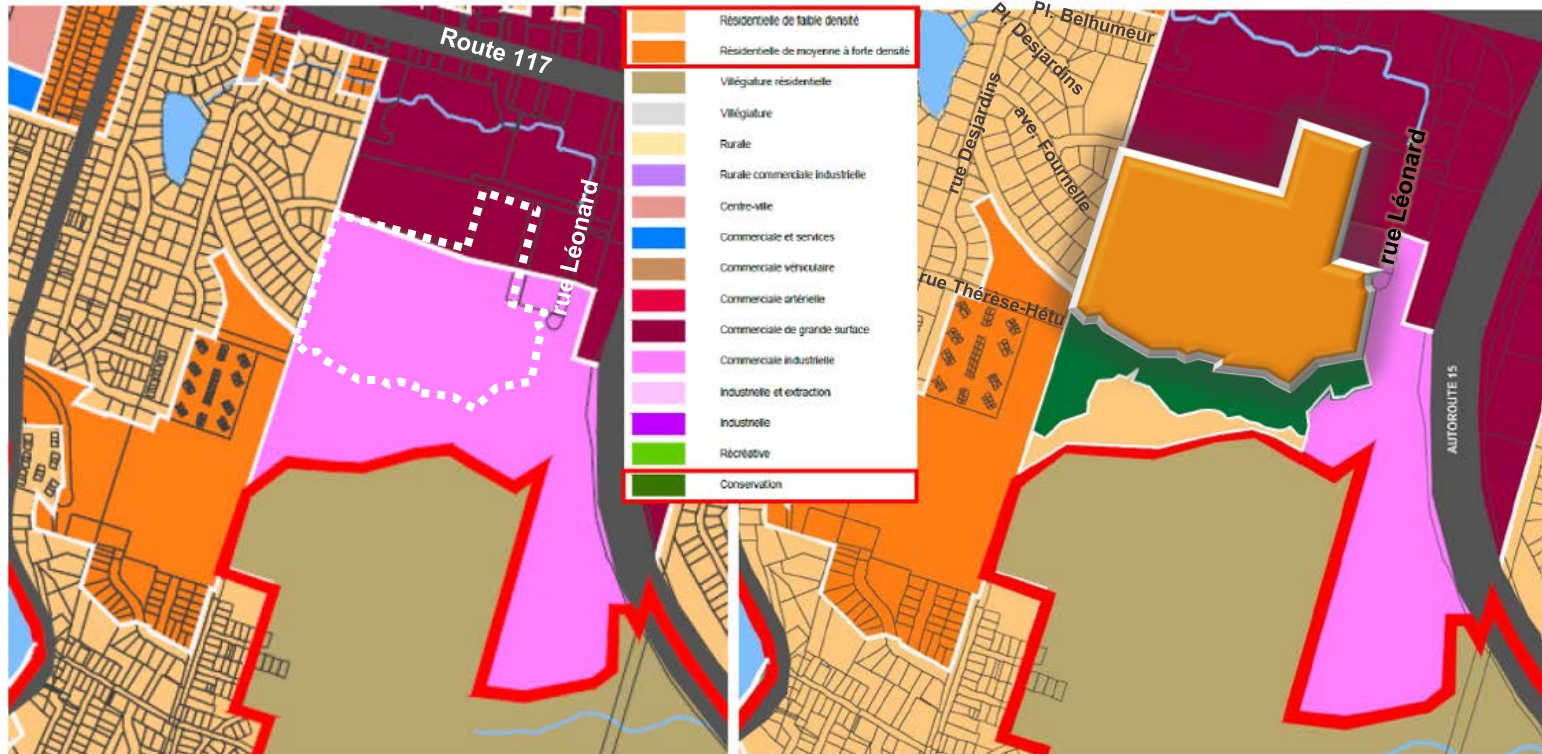 Route 117
rue Léonard
Résidentielle de faible densité
Résidentielle de moyenne à forte densité
Villégiature résidentielle
Villégiature
Rurale
Rurale commerciale industrielle
Centre-ville
Commerciale et services
Commerciale véhiculaire
Commerciale artérielle
Commerciale de grande surface
Commerciale industrielle
Industrielle et extraction
Industrielle
Récréative
Conservation
Pl. Belhumeur
Pl. Desjardins
rue Desjardins
ave. Fournelle
rue Léonard
rue Thérèse-Hétu
AUTOROUTE 15